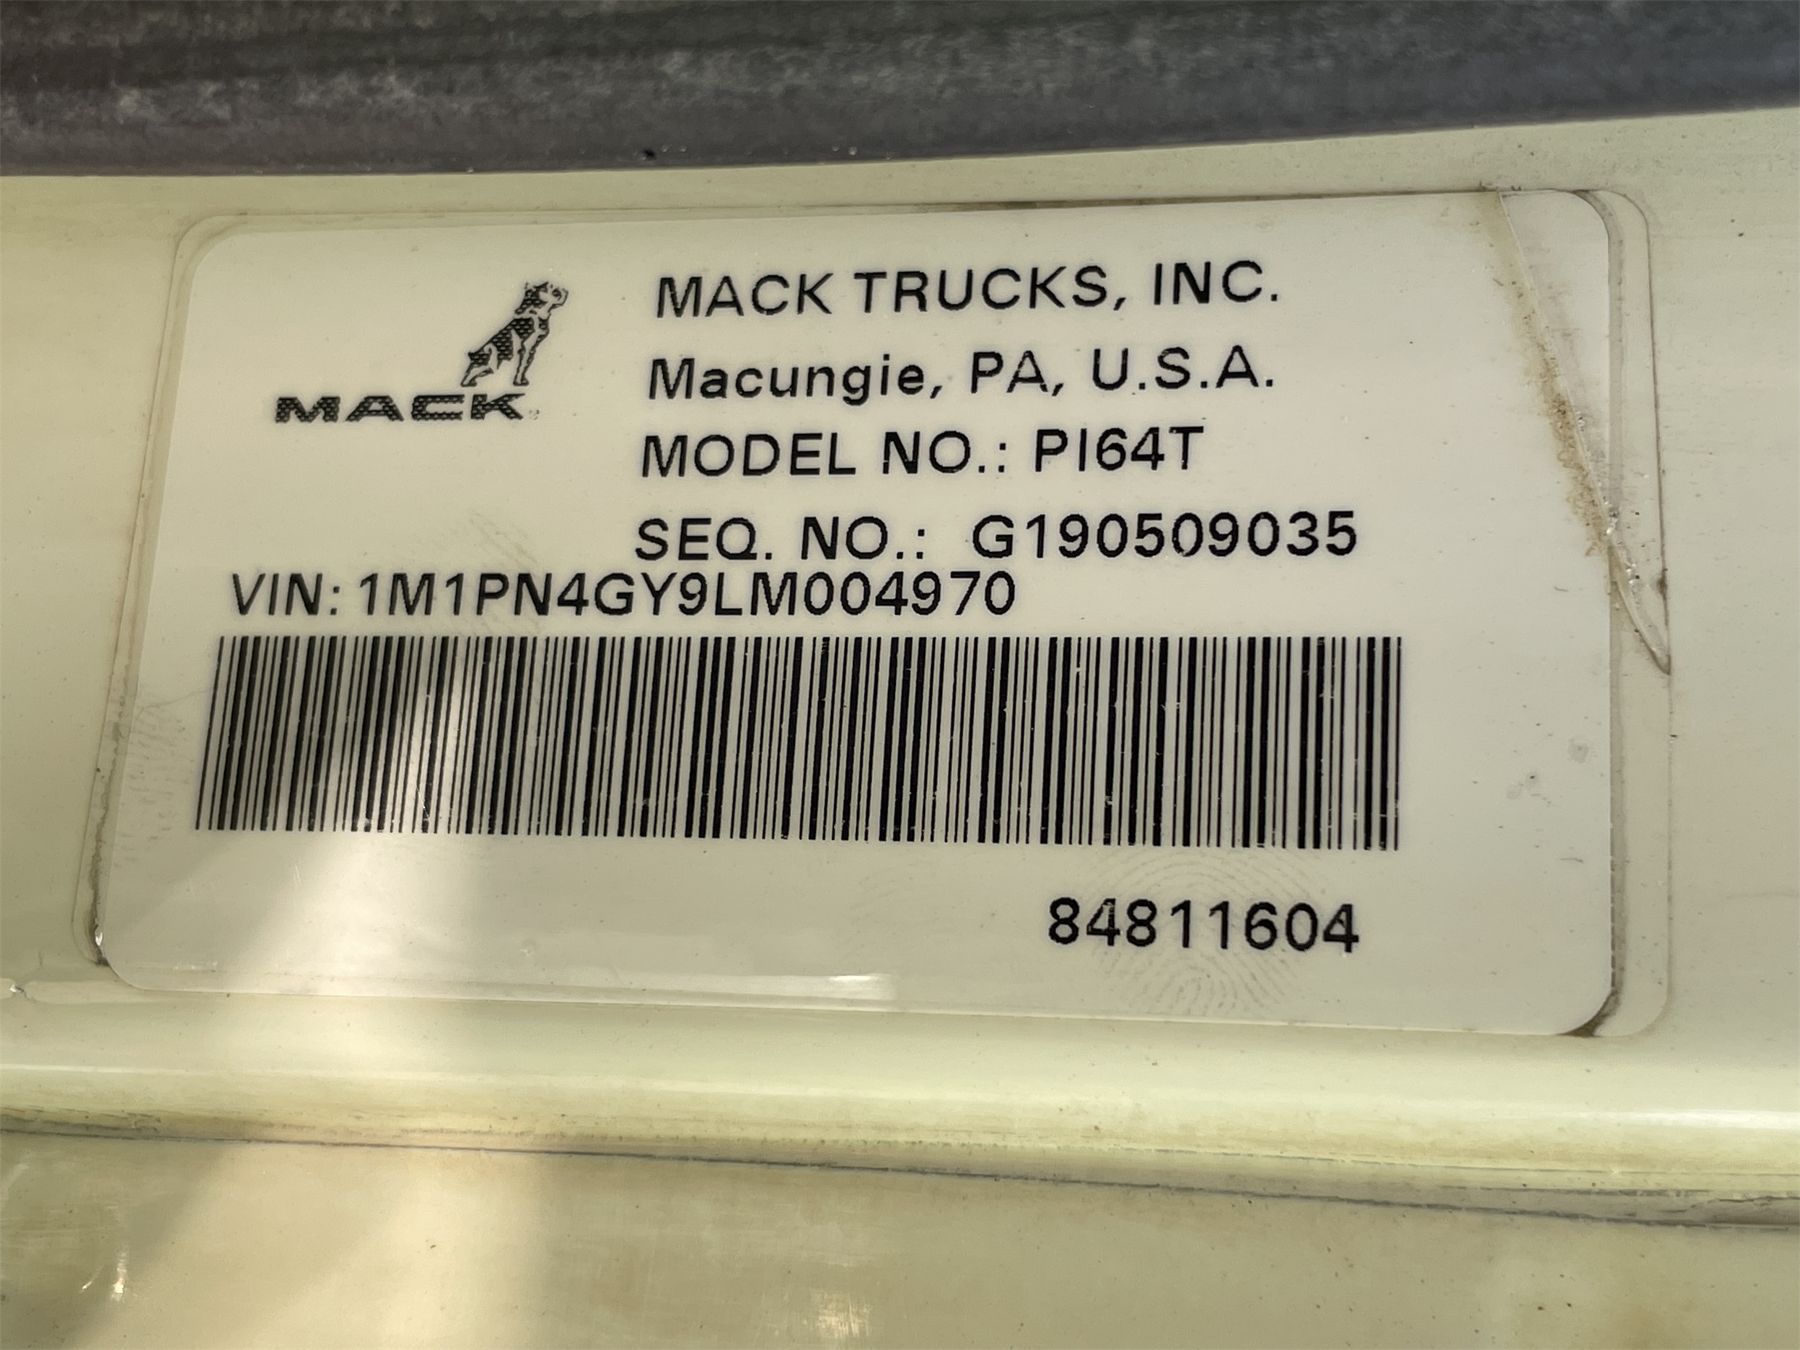 MACK
MACK TRUCKS, INC.
Macungie, PA, U.S.A.
MODEL NO.: PI64T
SEQ. NO.: G190509035
VIN: 1M1PN4GY9LM004970
84811604